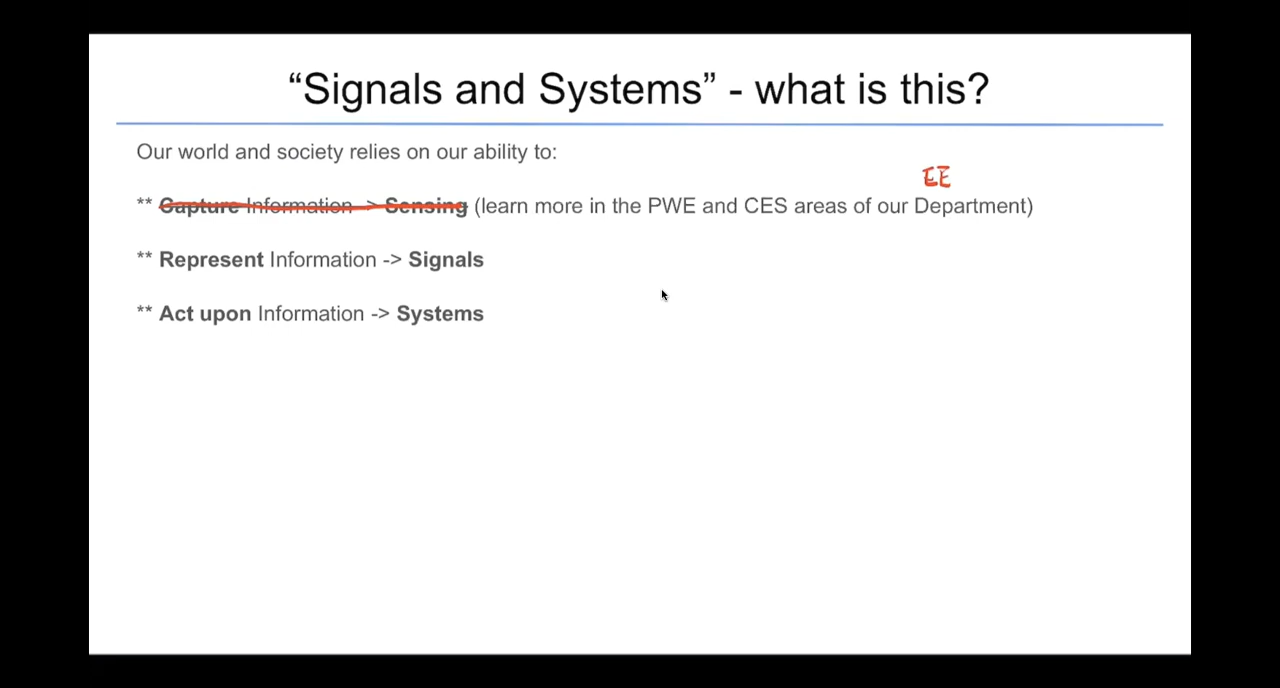 “Signals and Systems” - what is this?
Our world and society relies on our ability to:
EE
** Capture Information -> Sensing (learn more in the PWE and CES areas of our Department)
** Represent Information -> Signals
** Act upon Information -> Systems